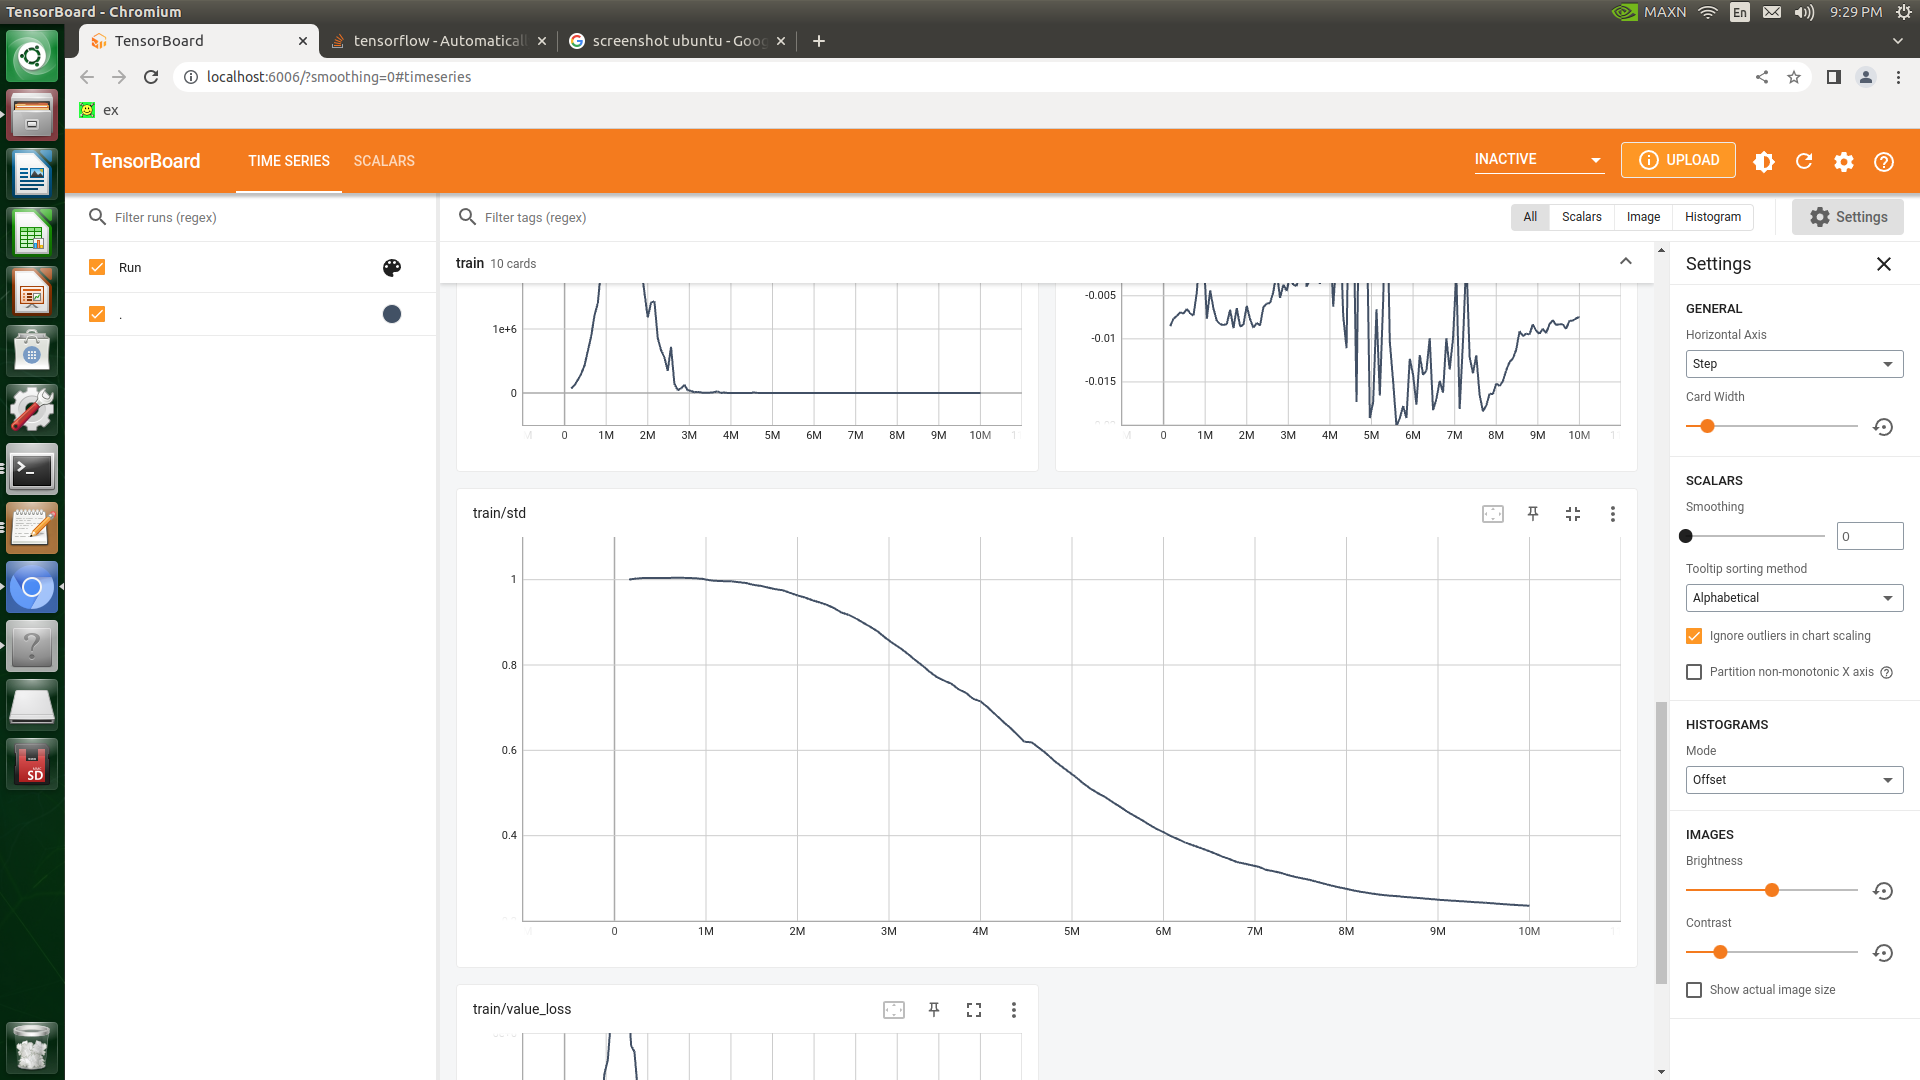 TensorBoard - Chromium
MAXN En 9:29 PM
TensorBoard
tensorflow - Automaticall
screenshot ubuntu - Goog
localhost:6006/?smoothing=0#timeseries
ex
TensorBoard TIME SERIES SCALARS INACTIVE UPLOAD
Filter runs (regex)
Run
.
Filter tags (regex)
All Scalars Image Histogram Settings
train 10 cards
1e+6
0
0 1M 2M 3M 4M 5M 6M 7M 8M 9M 10M
-0.005
-0.01
-0.015
0 1M 2M 3M 4M 5M 6M 7M 8M 9M 10M
train/std
1
0.8
0.6
0.4
0 1M 2M 3M 4M 5M 6M 7M 8M 9M 10M
train/value_loss
Settings
GENERAL
Horizontal Axis
Step
Card Width
SCALARS
Smoothing
0
Tooltip sorting method
Alphabetical
Ignore outliers in chart scaling
Partition non-monotonic X axis
HISTOGRAMS
Mode
Offset
IMAGES
Brightness
Contrast
Show actual image size
SD